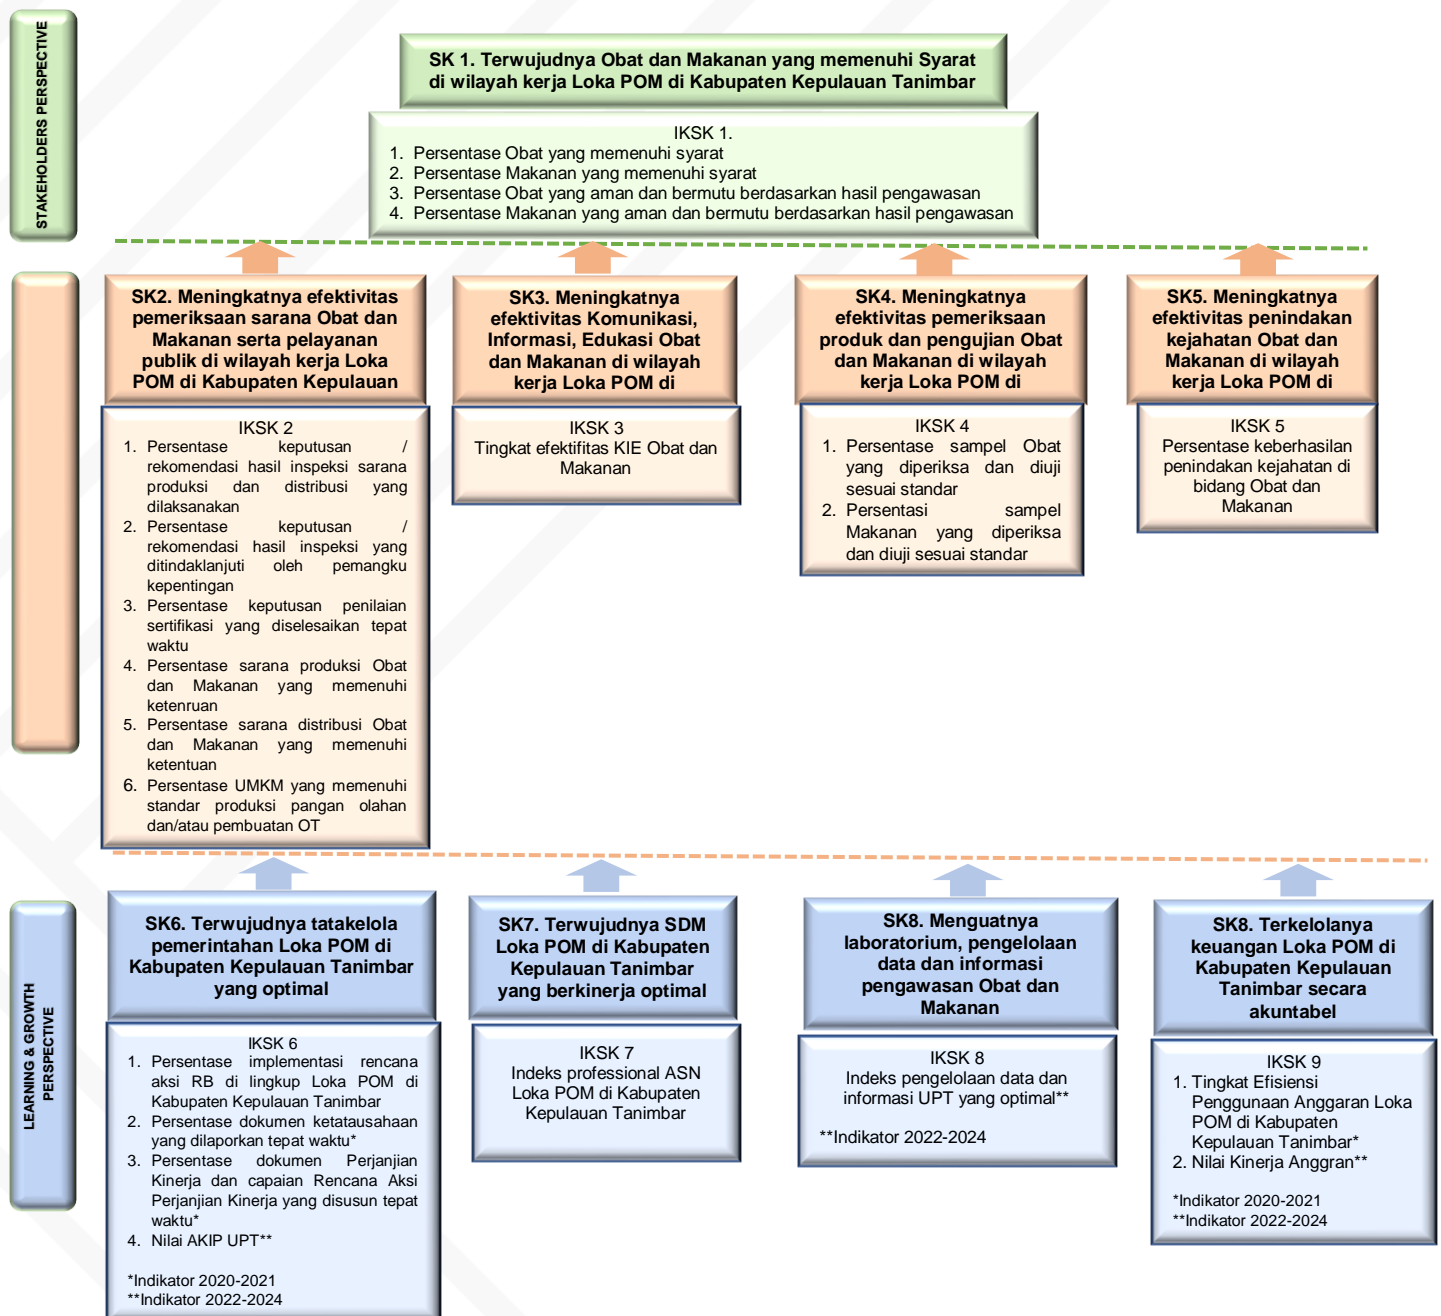 STAKEHOLDERS PERSPECTIVE
SK 1. Terwujudnya Obat dan Makanan yang memenuhi Syarat
di wilayah kerja Loka POM di Kabupaten Kepulauan Tanimbar
IKSK 1.
1. Persentase Obat yang memenuhi syarat
2. Persentase Makanan yang memenuhi syarat
3. Persentase Obat yang aman dan bermutu berdasarkan hasil pengawasan
4. Persentase Makanan yang aman dan bermutu berdasarkan hasil pengawasan
SK2. Meningkatnya efektivitas
pemeriksaan sarana Obat dan
Makanan serta pelayanan
publik di wilayah kerja Loka
POM di Kabupaten Kepulauan
IKSK 2
1. Persentase keputusan /
rekomendasi hasil inspeksi sarana
produksi dan distribusi yang
dilaksanakan
2. Persentase keputusan /
rekomendasi hasil inspeksi yang
ditindaklanjuti oleh pemangku
kepentingan
3. Persentase keputusan penilaian
sertifikasi yang diselesaikan tepat
waktu
4. Persentase sarana produksi Obat
dan Makanan yang memenuhi
ketenruan
5. Persentase sarana distribusi Obat
dan Makanan yang memenuhi
ketentuan
6. Persentase UMKM yang memenuhi
standar produksi pangan olahan
dan/atau pembuatan OT
SK3. Meningkatnya
efektivitas Komunikasi,
Informasi, Edukasi Obat
dan Makanan di wilayah
kerja Loka POM di
IKSK 3
Tingkat efektifitas KIE Obat dan
Makanan
SK4. Meningkatnya
efektivitas pemeriksaan
produk dan pengujian Obat
dan Makanan di wilayah
kerja Loka POM di
IKSK 4
1. Persentase sampel Obat
yang diperiksa dan diuji
sesuai standar
2. Persentasi sampel
Makanan yang diperiksa
dan diuji sesuai standar
SK5. Meningkatnya
efektivitas penindakan
kejahatan Obat dan
Makanan di wilayah
kerja Loka POM di
IKSK 5
Persentase keberhasilan
penindakan kejahatan di
bidang Obat dan
Makanan
LEARNING & GROWTH
PERSPECTIVE
SK6. Terwujudnya tatakelola
pemerintahan Loka POM di
Kabupaten Kepulauan Tanimbar
yang optimal
IKSK 6
1. Persentase implementasi rencana
aksi RB di lingkup Loka POM di
Kabupaten Kepulauan Tanimbar
2. Persentase dokumen ketatausahaan
yang dilaporkan tepat waktu*
3. Persentase dokumen Perjanjian
Kinerja dan capaian Rencana Aksi
Perjanjian Kinerja yang disusun tepat
waktu*
4. Nilai AKIP UPT**
*Indikator 2020-2021
**Indikator 2022-2024
SK7. Terwujudnya SDM
Loka POM di Kabupaten
Kepulauan Tanimbar
yang berkinerja optimal
IKSK 7
Indeks professional ASN
Loka POM di Kabupaten
Kepulauan Tanimbar
SK8. Menguatnya
laboratorium, pengelolaan
data dan informasi
pengawasan Obat dan
Makanan
IKSK 8
Indeks pengelolaan data dan
informasi UPT yang optimal**
**Indikator 2022-2024
SK8. Terkelolanya
keuangan Loka POM di
Kabupaten Kepulauan
Tanimbar secara
akuntabel
IKSK 9
1. Tingkat Efisiensi
Penggunaan Anggaran Loka
POM di Kabupaten
Kepulauan Tanimbar*
2. Nilai Kinerja Anggran**
*Indikator 2020-2021
**Indikator 2022-2024